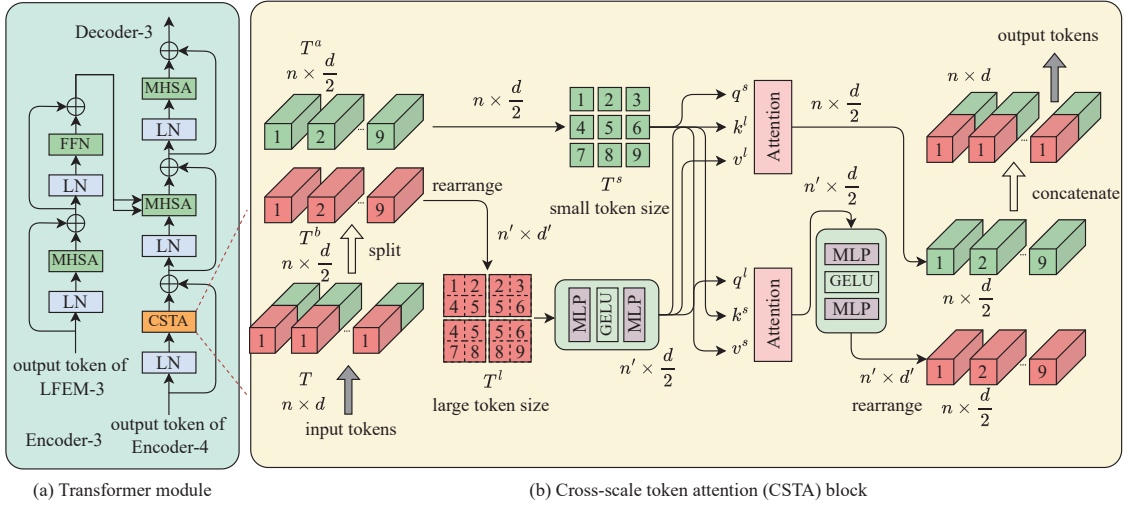 Decoder-3
MHSA
LN
FFN
LN
MHSA
LN
MHSA
LN
CSTA
LN
output token of
LFEM-3
output token of
Encoder-4
Encoder-3
(a) Transformer module
T^a
n × d/2
1 2 ... 9
n × d/2
1 2 3
4 5 6
7 8 9
T^s
small token size
1 2 ... 9
rearrange
T^b
n × d/2
split
n′ × d′
1 2 2 3
4 5 5 6
4 5 5 6
7 8 8 9
T^l
large token size
1 1 ... 1
T
n × d
input tokens
MLP
GELU
MLP
n′ × d/2
q^s
k^l
v^l
Attention
n × d/2
q^l
k^s
v^s
Attention
n′ × d/2
MLP
GELU
MLP
output tokens
n × d
1 1 ... 1
concatenate
1 2 ... 9
n × d/2
n′ × d′
rearrange
1 2 ... 9
n × d/2
(b) Cross-scale token attention (CSTA) block